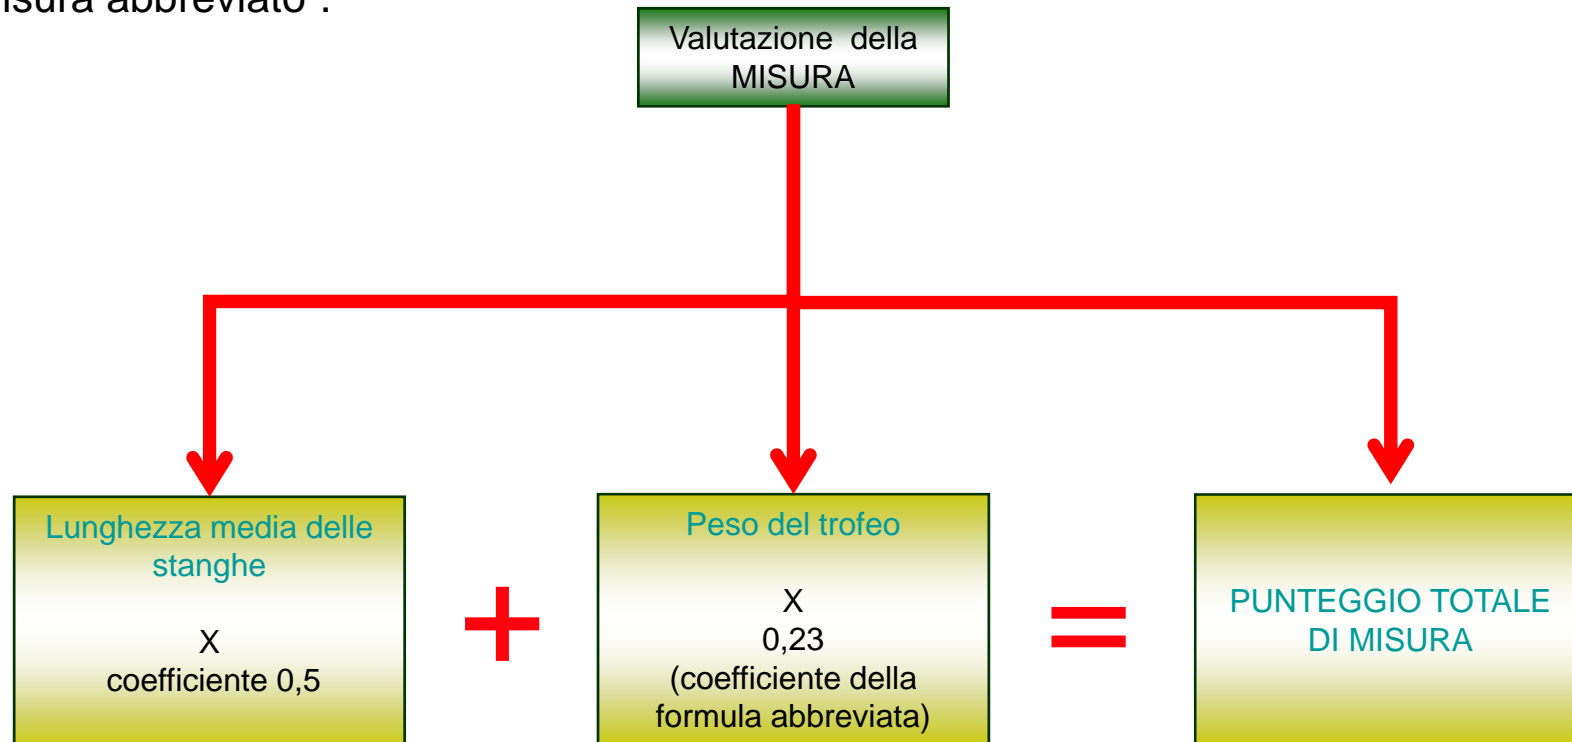 abbreviato".
Valutazione della
MISURA
Lunghezza media delle
stanghe
X
coefficiente 0,5
+
Peso del trofeo
X
0,23
(coefficiente della
formula abbreviata)
=
PUNTEGGIO TOTALE
DI MISURA